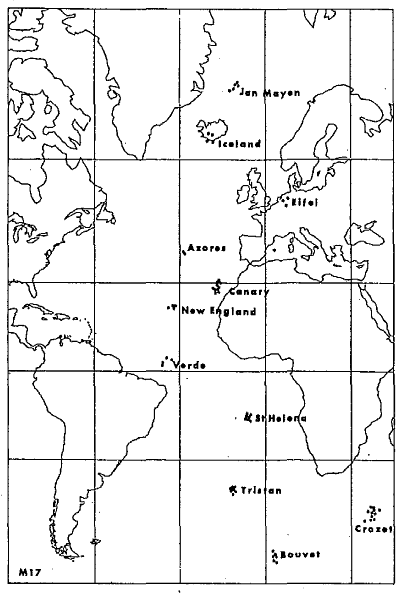 Jan Mayen
Iceland
Eifel
Azores
Canary
New England
Verde
St Helena
Tristan
Crozet
Bouvet
M17